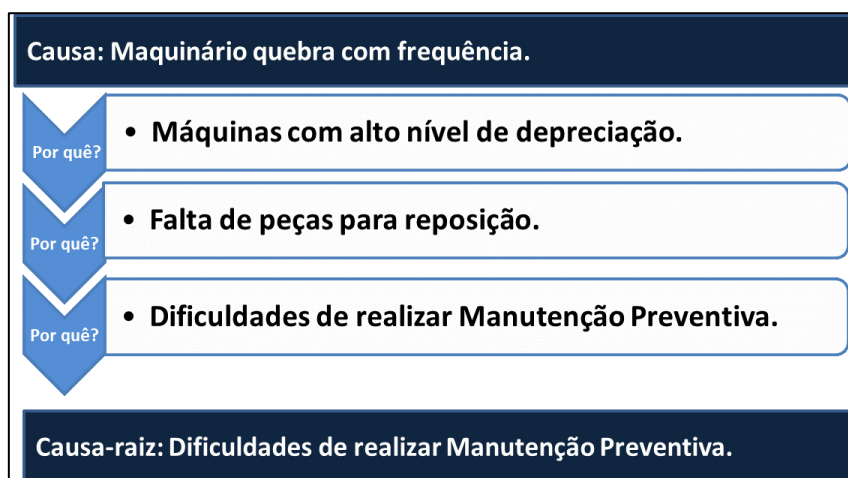 Causa: Maquinário quebra com frequência.
Por quê?
• Máquinas com alto nível de depreciação.
Por quê?
• Falta de peças para reposição.
Por quê?
• Dificuldades de realizar Manutenção Preventiva.
Causa-raiz: Dificuldades de realizar Manutenção Preventiva.